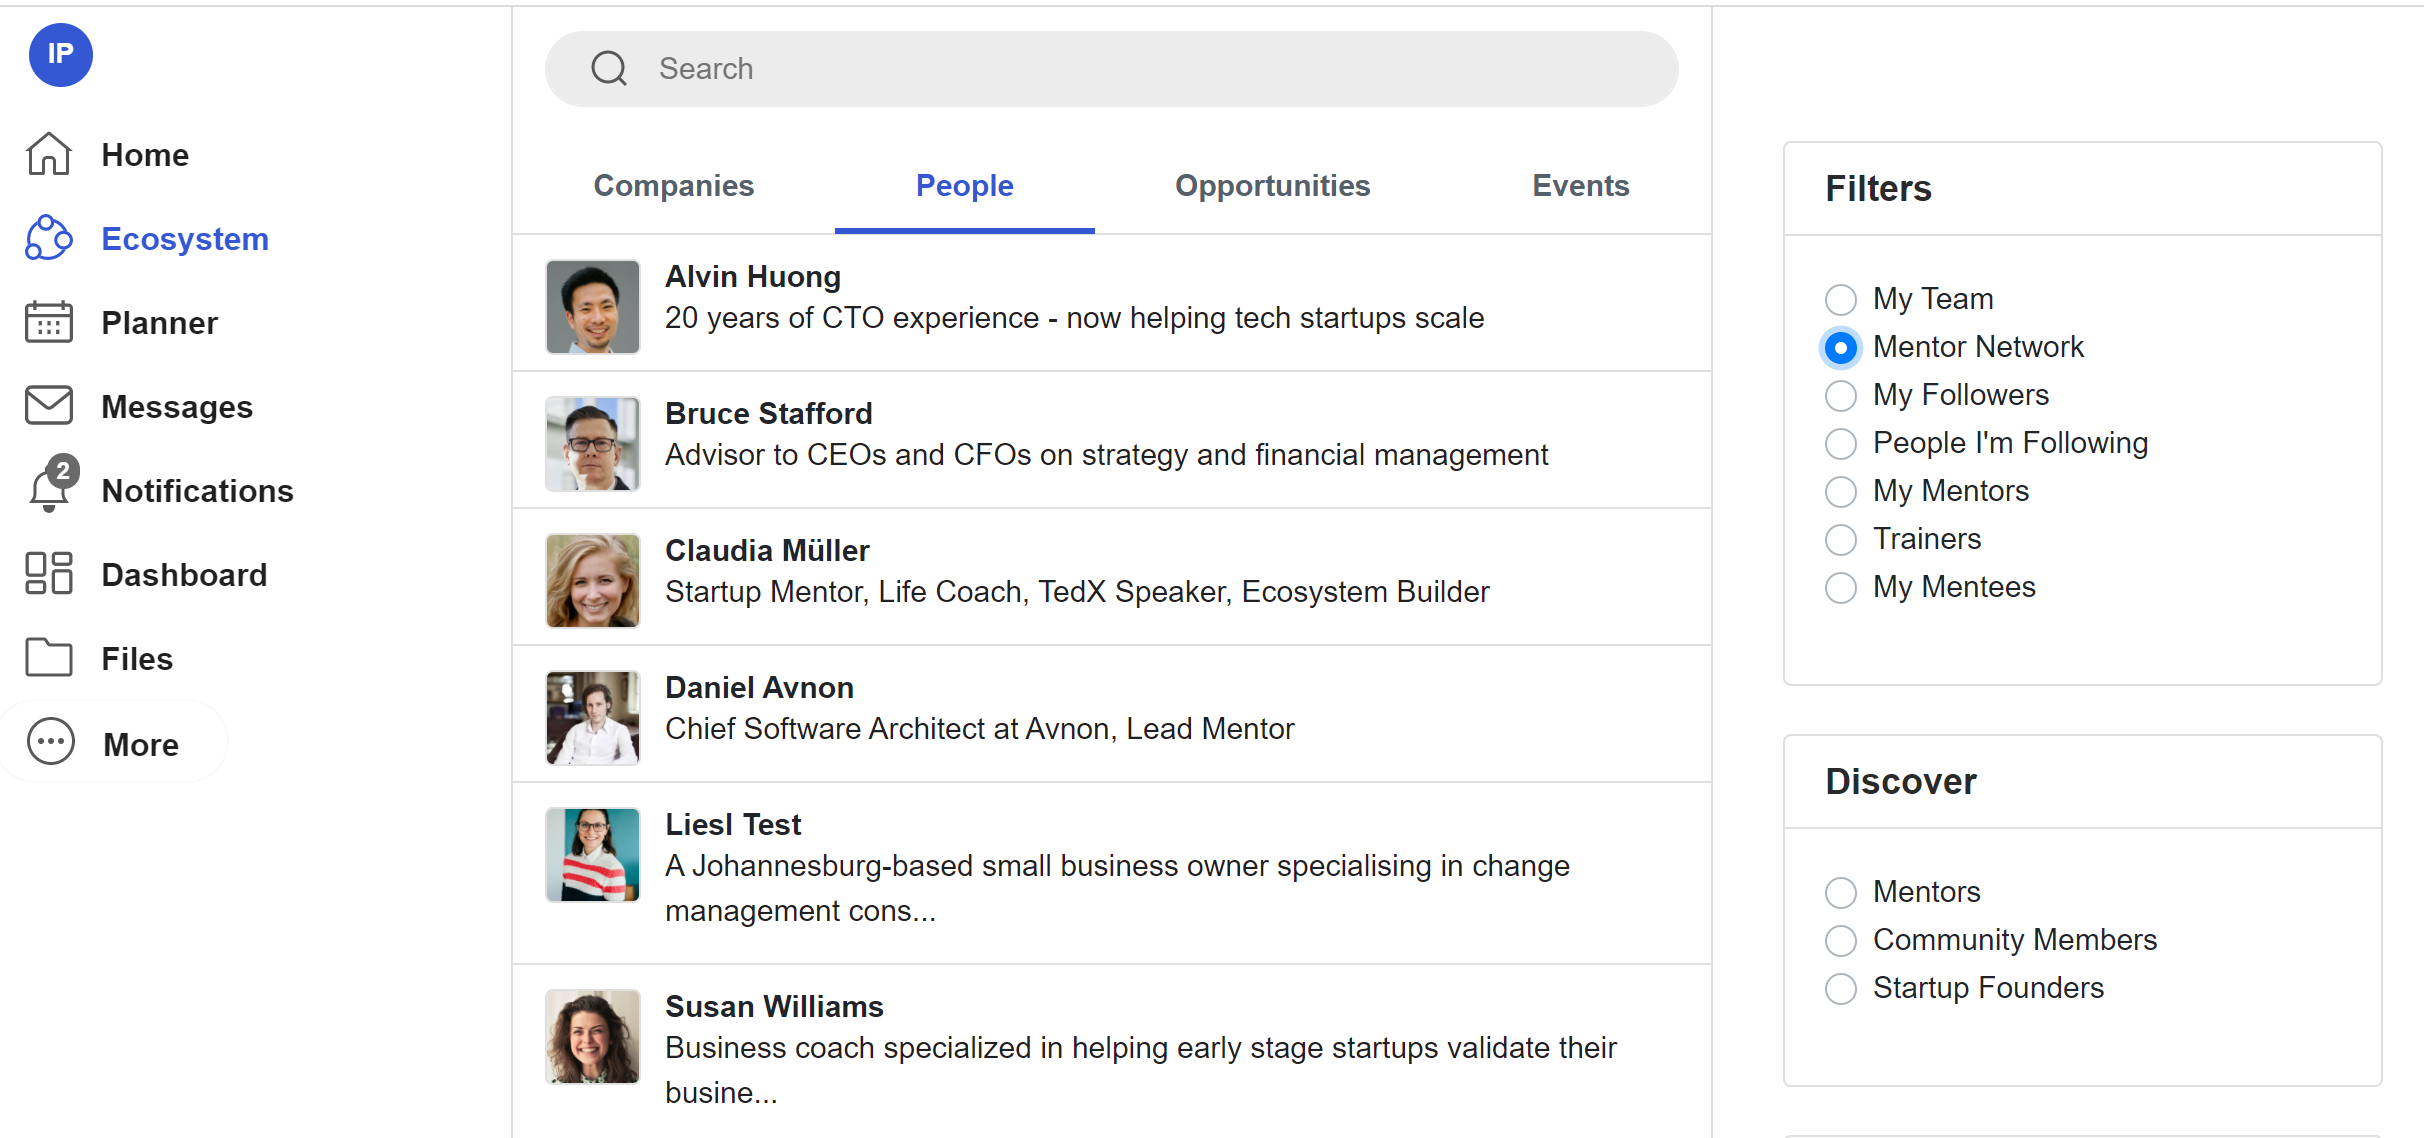 IP
Home
Ecosystem
Planner
Messages
2
Notifications
Dashboard
Files
More
Search
Companies
People
Opportunities
Events
Alvin Huong
20 years of CTO experience - now helping tech startups scale
Bruce Stafford
Advisor to CEOs and CFOs on strategy and financial management
Claudia Müller
Startup Mentor, Life Coach, TedX Speaker, Ecosystem Builder
Daniel Avnon
Chief Software Architect at Avnon, Lead Mentor
Liesl Test
A Johannesburg-based small business owner specialising in change
management cons...
Susan Williams
Business coach specialized in helping early stage startups validate their
busine...
Filters
My Team
Mentor Network
My Followers
People I'm Following
My Mentors
Trainers
My Mentees
Discover
Mentors
Community Members
Startup Founders